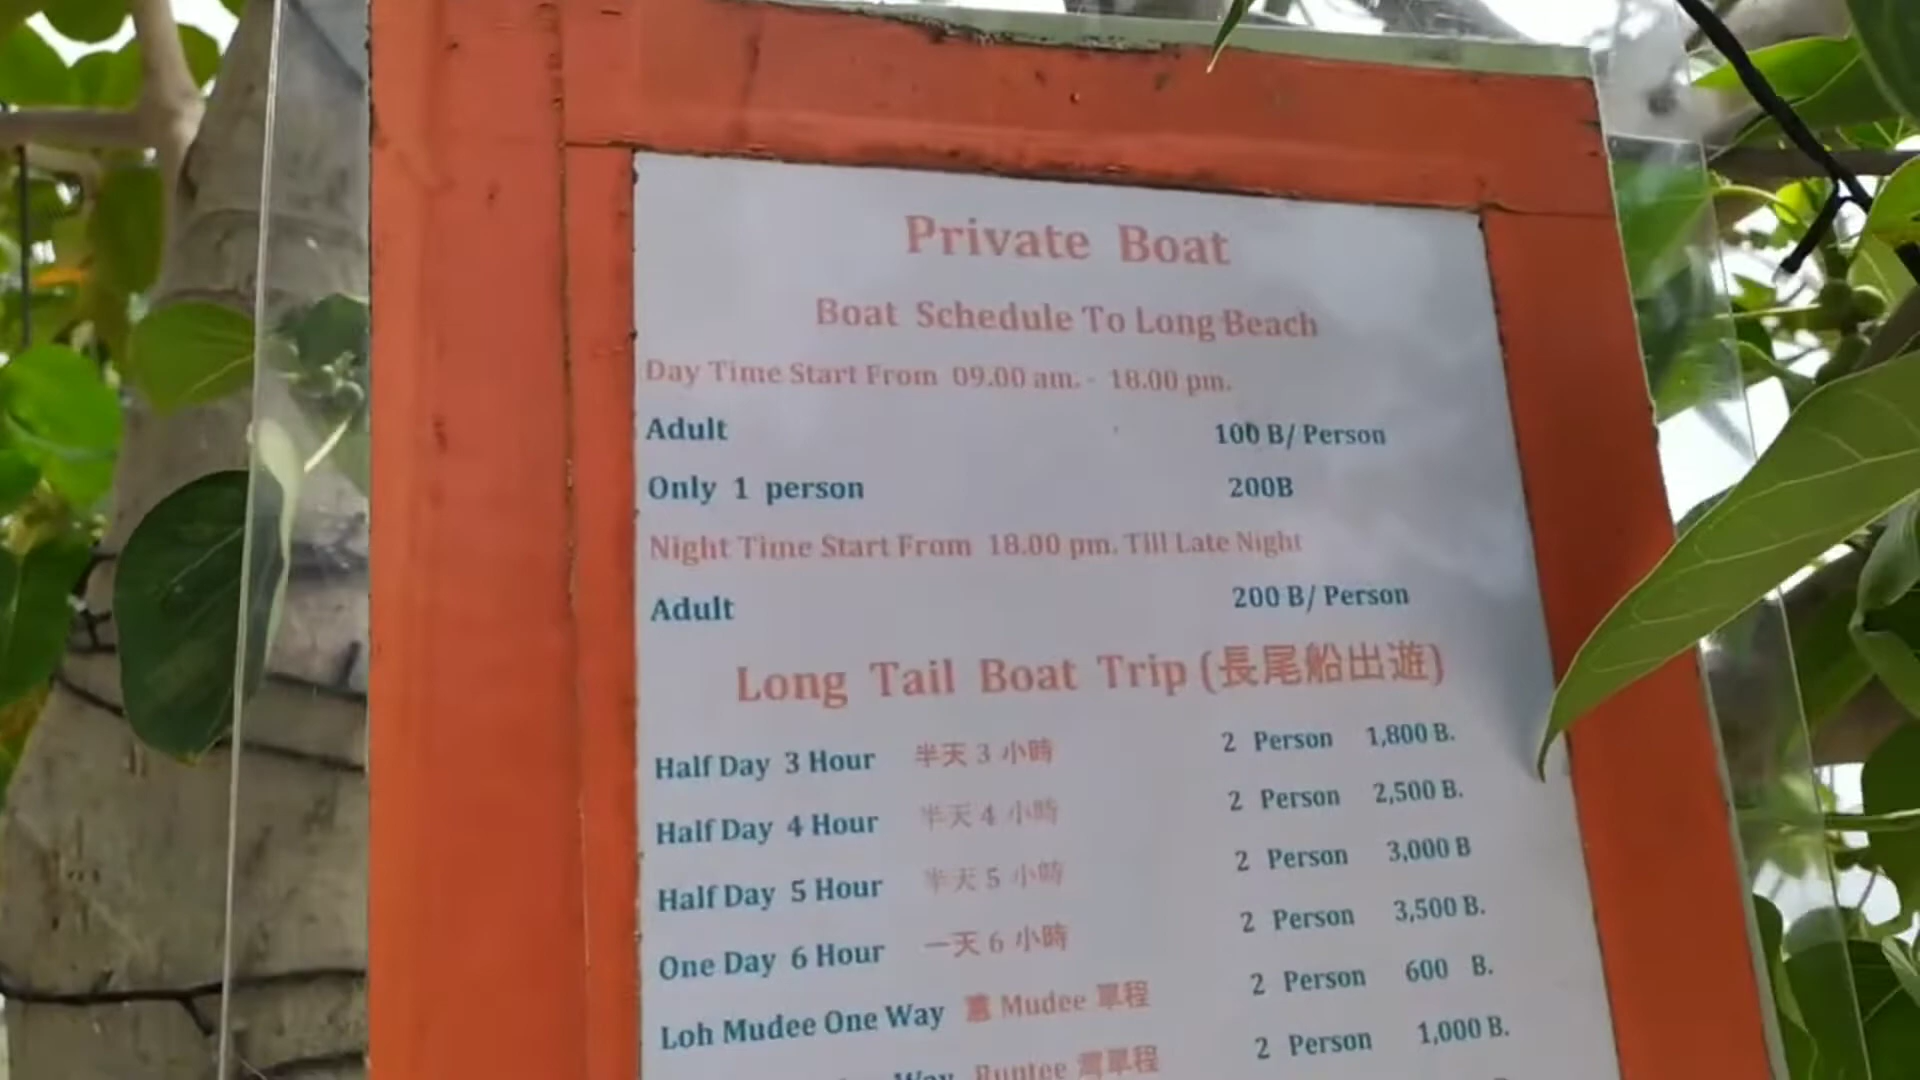 Private Boat
Boat Schedule To Long Beach
Day Time Start From 09.00 am. - 18.00 pm.
Adult 100 B/ Person
Only 1 person 200B
Night Time Start From 18.00 pm. Till Late Night
Adult 200 B/ Person
Long Tail Boat Trip (長尾船出遊)
Half Day 3 Hour 半天 3 小時 2 Person 1,800 B.
Half Day 4 Hour 半天 4 小時 2 Person 2,500 B.
Half Day 5 Hour 半天 5 小時 2 Person 3,000 B
One Day 6 Hour 一天 6 小時 2 Person 3,500 B.
Loh Mudee One Way Mudee 單程 2 Person 600 B.
Way Runtee 灣單程 2 Person 1,000 B.